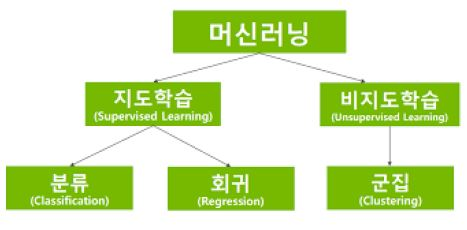 머신러닝
지도학습
(Supervised Learning)
비지도학습
(Unsupervised Learning)
분류
(Classification)
회귀
(Regression)
군집
(Clustering)